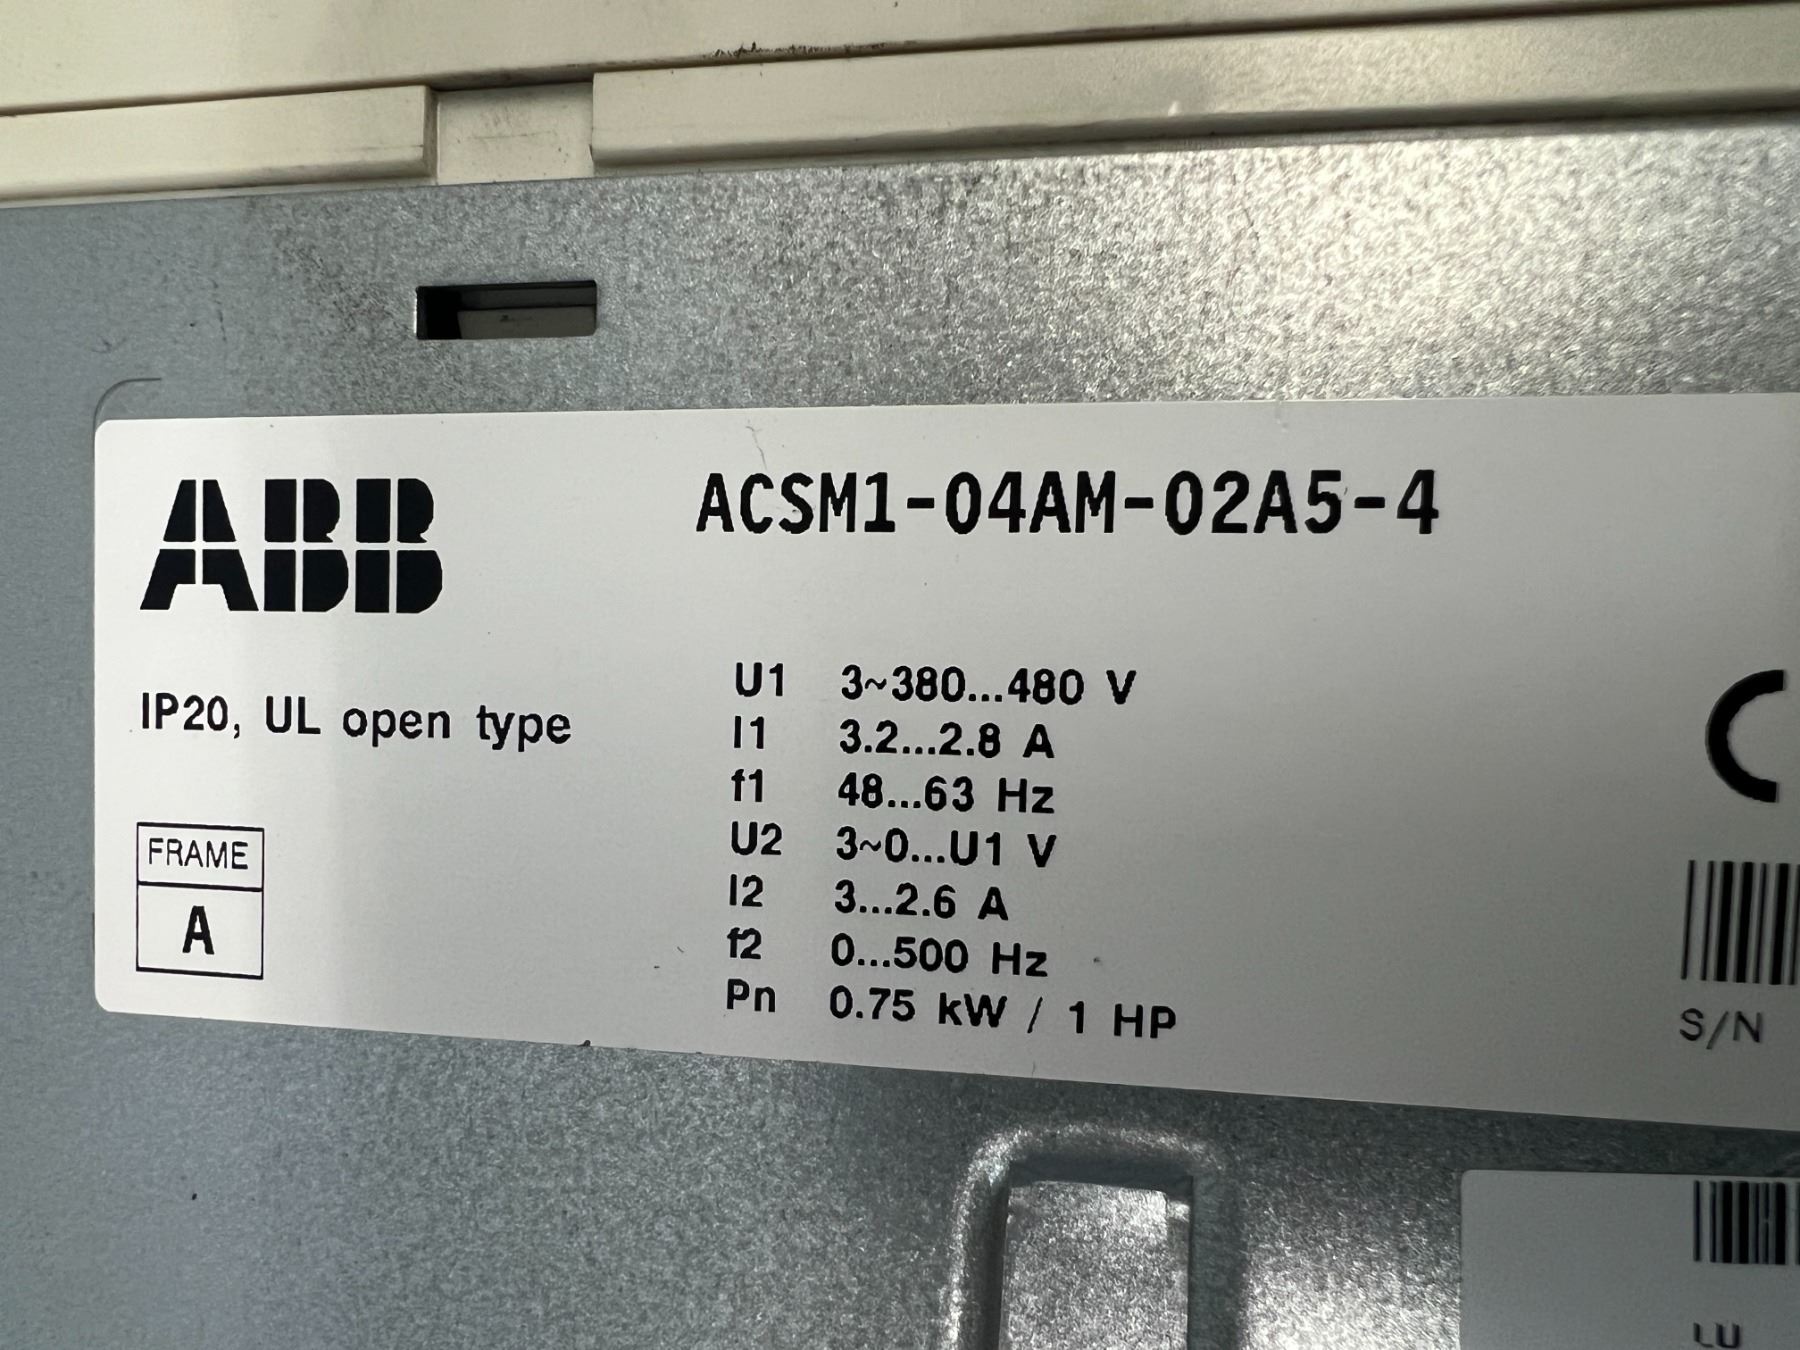 ABB
ACSM1-04AM-02A5-4
IP20, UL open type
U1 3~380...480 V
I1 3.2...2.8 A
f1 48...63 Hz
U2 3~0...U1 V
I2 3...2.6 A
f2 0...500 Hz
Pn 0.75 kW / 1 HP
FRAME
A
S/N